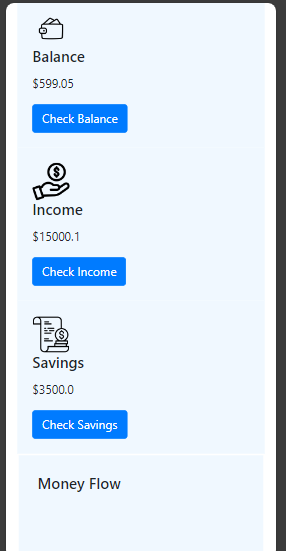 Balance
$599.05
Check Balance
$
Income
$15000.1
Check Income
$
Savings
$3500.0
Check Savings
Money Flow